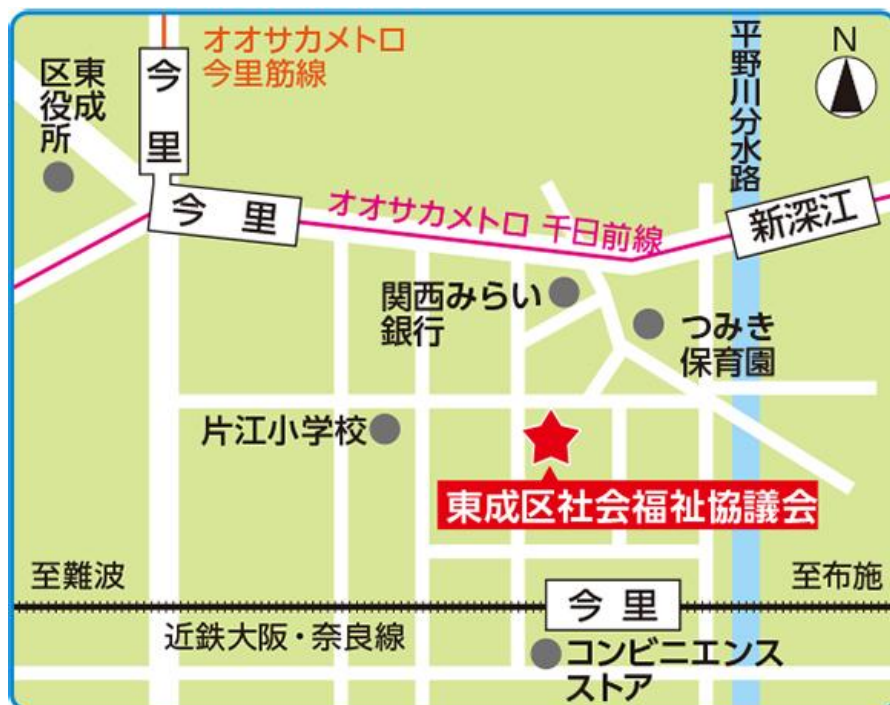 オオサカメトロ
今里筋線
今里
東成
区役所
平野川分水路
N
今里
オオサカメトロ 千日前線
新深江
関西みらい
銀行
つみき
保育園
片江小学校
東成区社会福祉協議会
至難波
至布施
今里
近鉄大阪・奈良線
コンビニエンス
ストア